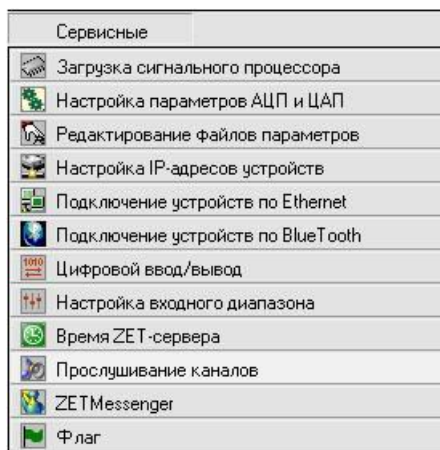 Сервисные
Загрузка сигнального процессора
Настройка параметров АЦП и ЦАП
Редактирование файлов параметров
Настройка IP-адресов устройств
Подключение устройств по Ethernet
Подключение устройств по BlueTooth
1010
Цифровой ввод/вывод
Настройка входного диапазона
Время ZET-сервера
Прослушивание каналов
ZETMessenger
Флаг